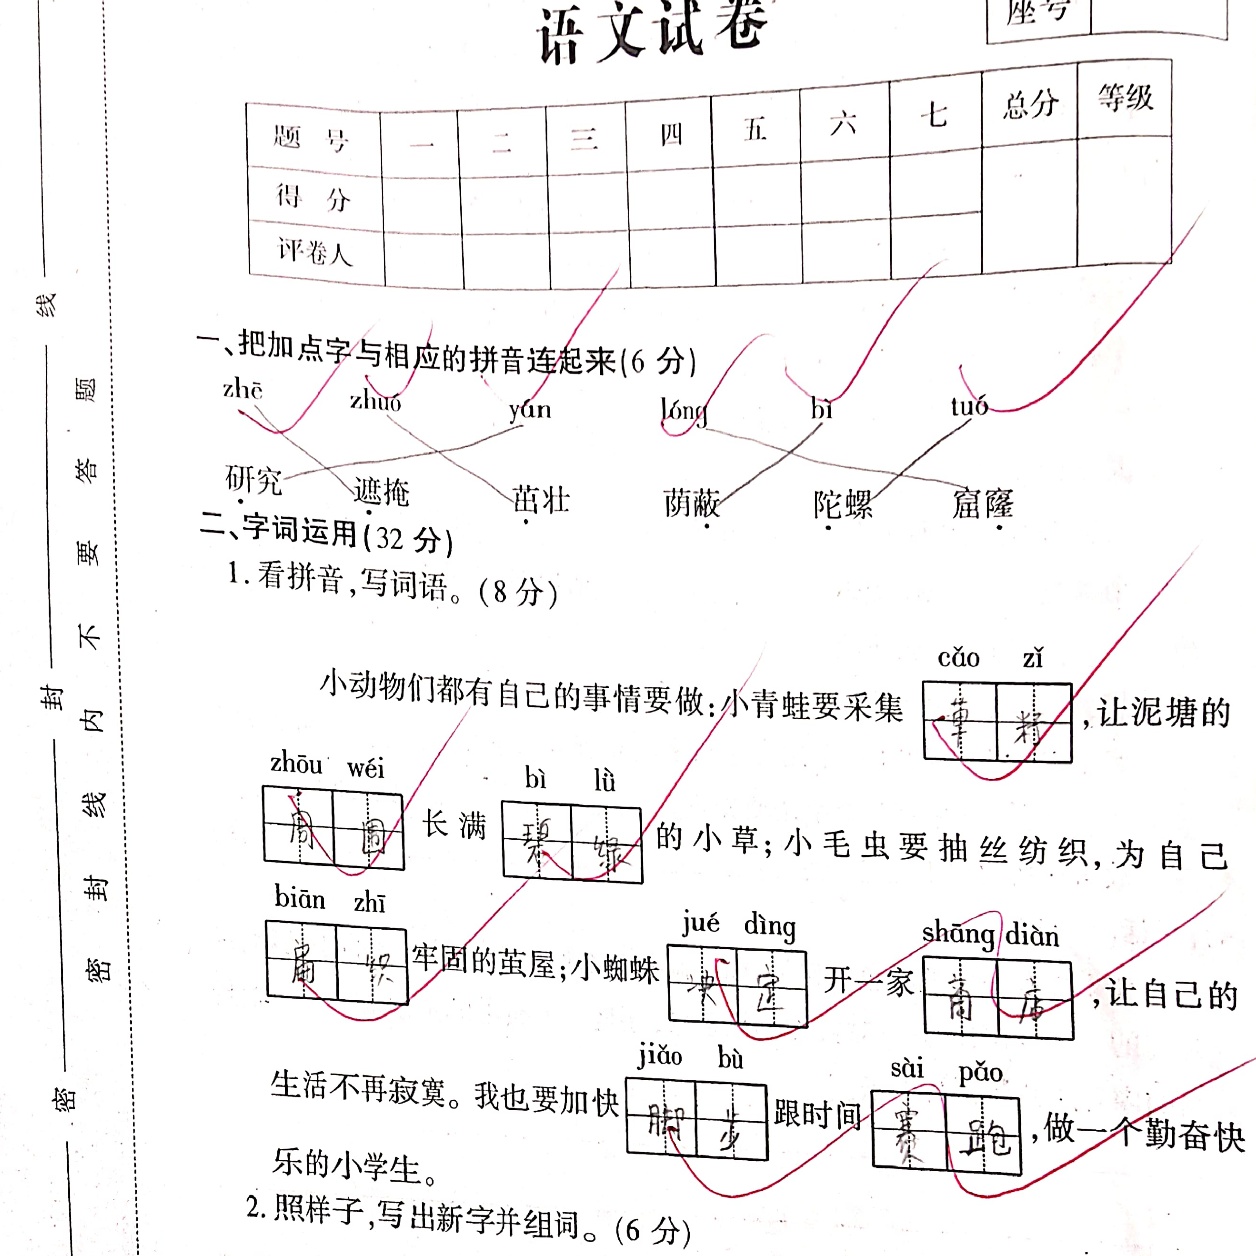 语文试卷
座号
题 号 一 二 三 四 五 六 七 总分 等级
得 分
评卷人
一、把加点字与相应的拼音连起来(6 分)
zhē zhuó yán lóng bì tuó
研究 遮掩 茁壮 荫蔽 陀螺 窟窿
二、字词运用(32 分)
1. 看拼音,写词语。(8 分)
cǎo zǐ
小动物们都有自己的事情要做:小青蛙要采集 草籽 ,让泥塘的
zhōu wéi bì lǜ
周围 长满 碧绿 的小草;小毛虫要抽丝纺织,为自己
biān zhī jué dìng shāng diàn
牢固的茧屋;小蜘蛛 决定 开一家 商店 ,让自己的
jiǎo bù sài pǎo
生活不再寂寞。我也要加快 脚步 跟时间 赛跑 ,做一个勤奋快
乐的小学生。
2. 照样子,写出新字并组词。(6 分)
密 封 线
密 封 线 内 不 要 答 题